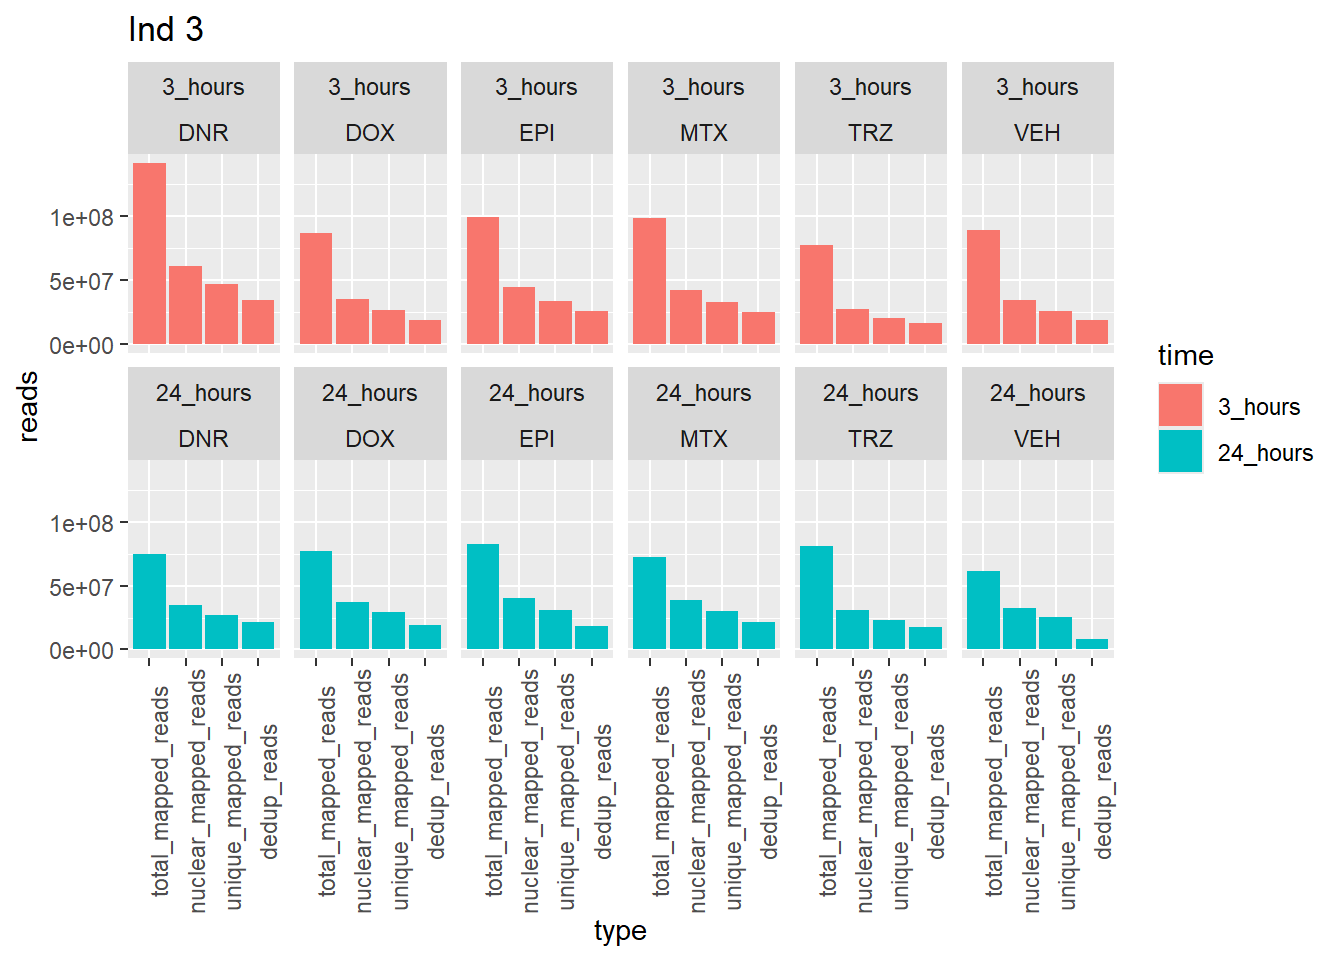 Ind 3
3_hours 3_hours 3_hours 3_hours 3_hours 3_hours
DNR DOX EPI MTX TRZ VEH
1e+08
5e+07
0e+00
24_hours 24_hours 24_hours 24_hours 24_hours 24_hours
DNR DOX EPI MTX TRZ VEH
1e+08
5e+07
0e+00
reads
total_mapped_reads
nuclear_mapped_reads
unique_mapped_reads
dedup_reads
total_mapped_reads
nuclear_mapped_reads
unique_mapped_reads
dedup_reads
total_mapped_reads
nuclear_mapped_reads
unique_mapped_reads
dedup_reads
total_mapped_reads
nuclear_mapped_reads
unique_mapped_reads
dedup_reads
total_mapped_reads
nuclear_mapped_reads
unique_mapped_reads
dedup_reads
total_mapped_reads
nuclear_mapped_reads
unique_mapped_reads
dedup_reads
type
time
3_hours
24_hours